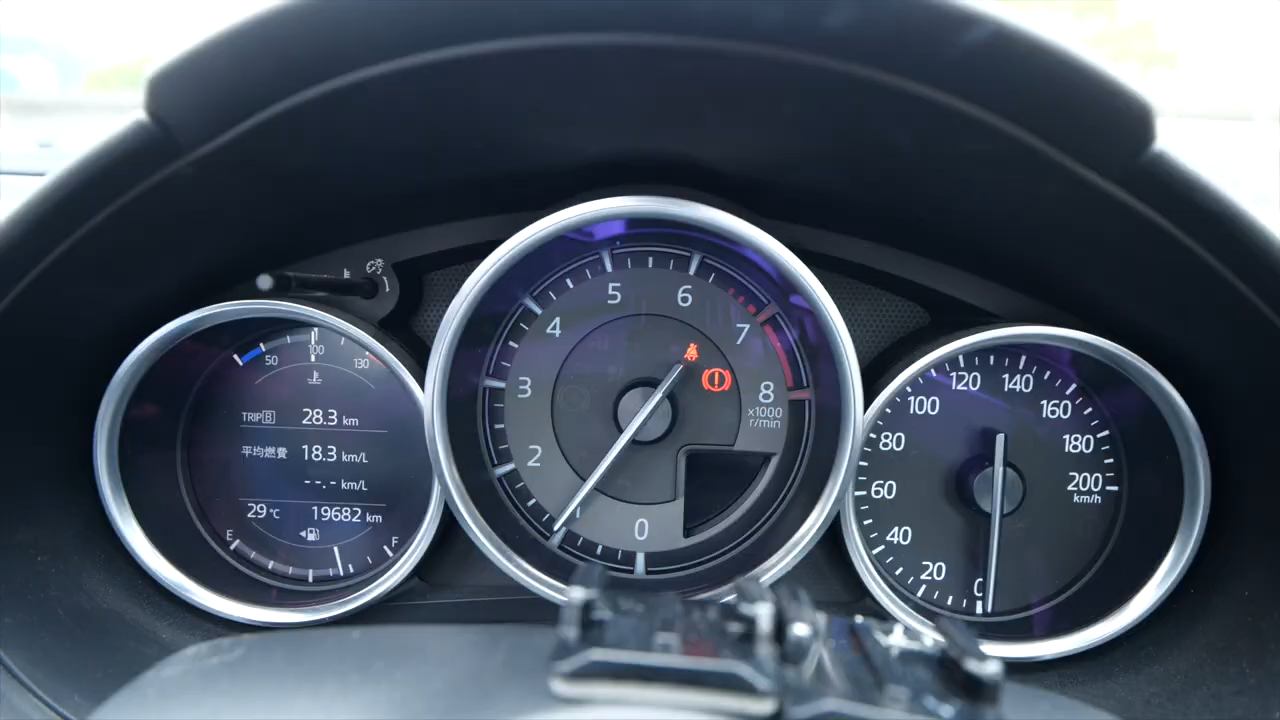 50 100 130
TRIP B 28.3 km
平均燃費 18.3 km/L
--.- km/L
29 ℃ 19682 km
E F
0 2 3 4 5 6 7 8
x1000
r/min
0 20 40 60 80 100 120 140 160 180 200
km/h